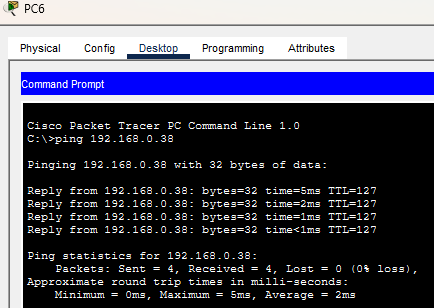 PC6
Physical Config Desktop Programming Attributes
Command Prompt
Cisco Packet Tracer PC Command Line 1.0
C:\>ping 192.168.0.38
Pinging 192.168.0.38 with 32 bytes of data:
Reply from 192.168.0.38: bytes=32 time=5ms TTL=127
Reply from 192.168.0.38: bytes=32 time=2ms TTL=127
Reply from 192.168.0.38: bytes=32 time=1ms TTL=127
Reply from 192.168.0.38: bytes=32 time<1ms TTL=127
Ping statistics for 192.168.0.38:
Packets: Sent = 4, Received = 4, Lost = 0 (0% loss),
Approximate round trip times in milli-seconds:
Minimum = 0ms, Maximum = 5ms, Average = 2ms